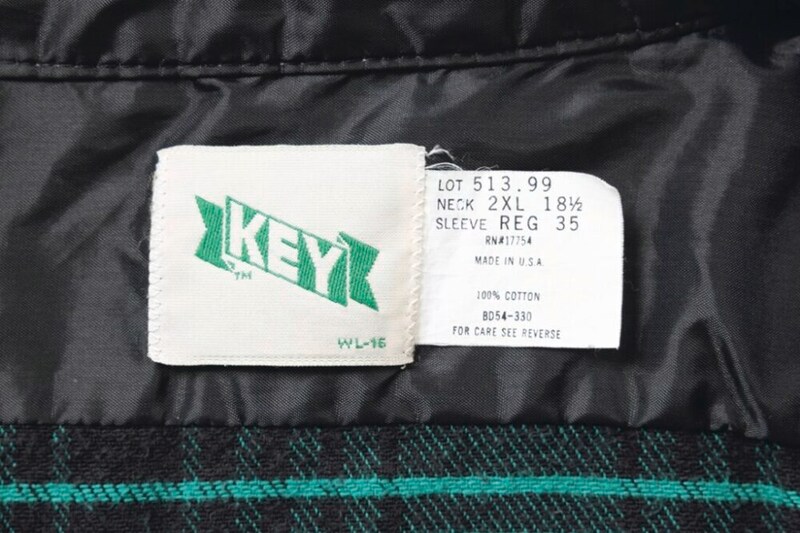 KEY
TM
WL-16
LOT 513.99
NECK 2XL 18½
SLEEVE REG 35
RN#17754
MADE IN U.S.A.
100% COTTON
BD54-330
FOR CARE SEE REVERSE